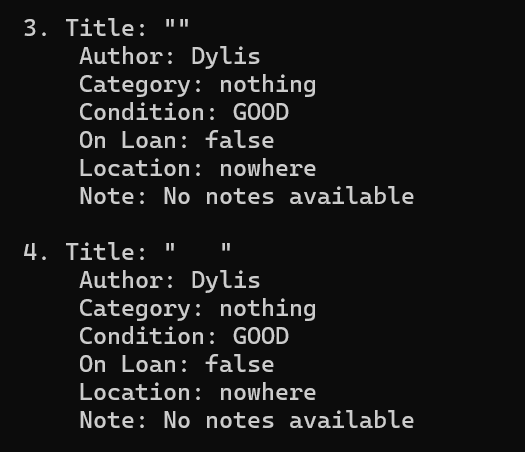 3. Title: ""
Author: Dylis
Category: nothing
Condition: GOOD
On Loan: false
Location: nowhere
Note: No notes available
4. Title: "   "
Author: Dylis
Category: nothing
Condition: GOOD
On Loan: false
Location: nowhere
Note: No notes available